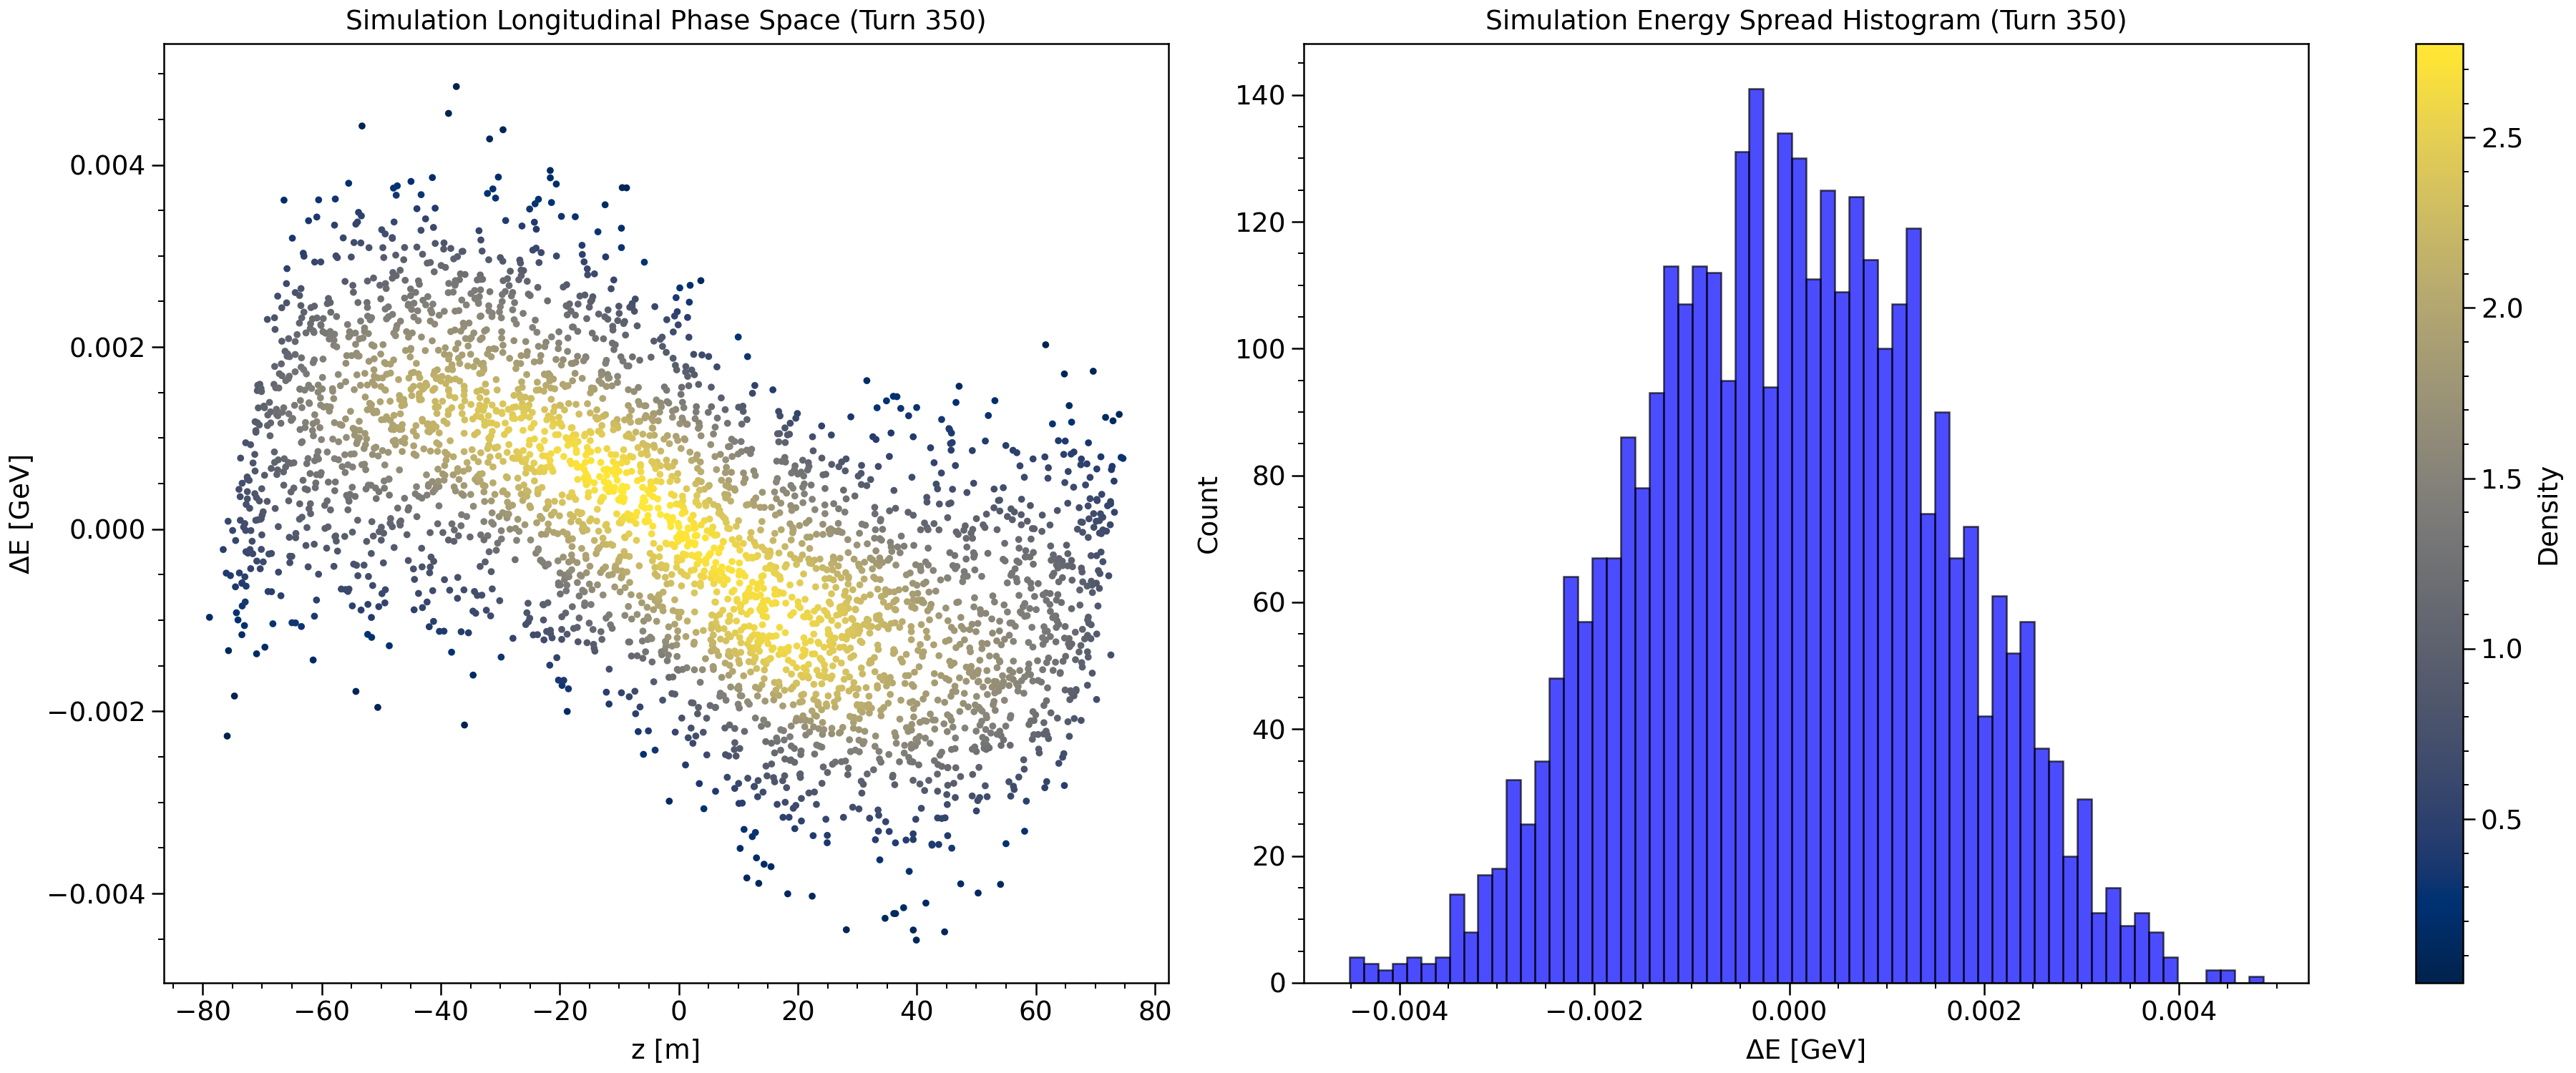 Simulation Longitudinal Phase Space (Turn 350)
ΔE [GeV]
0.004
0.002
0.000
−0.002
−0.004
−80 −60 −40 −20 0 20 40 60 80
z [m]
Simulation Energy Spread Histogram (Turn 350)
Count
140
120
100
80
60
40
20
0
−0.004 −0.002 0.000 0.002 0.004
ΔE [GeV]
2.5
2.0
1.5
1.0
0.5
Density